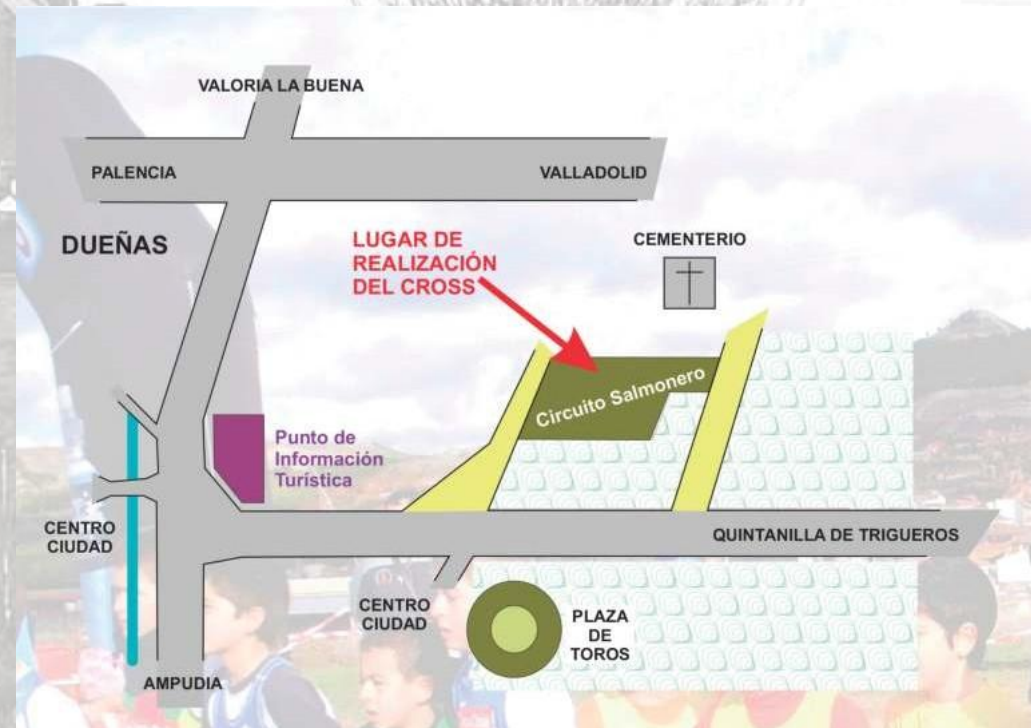 VALORIA LA BUENA
PALENCIA
VALLADOLID
DUEÑAS
LUGAR DE
REALIZACIÓN
DEL CROSS
CEMENTERIO
Circuito Salmonero
Punto de
Información
Turística
CENTRO
CIUDAD
QUINTANILLA DE TRIGUEROS
CENTRO
CIUDAD
PLAZA
DE
TOROS
AMPUDIA